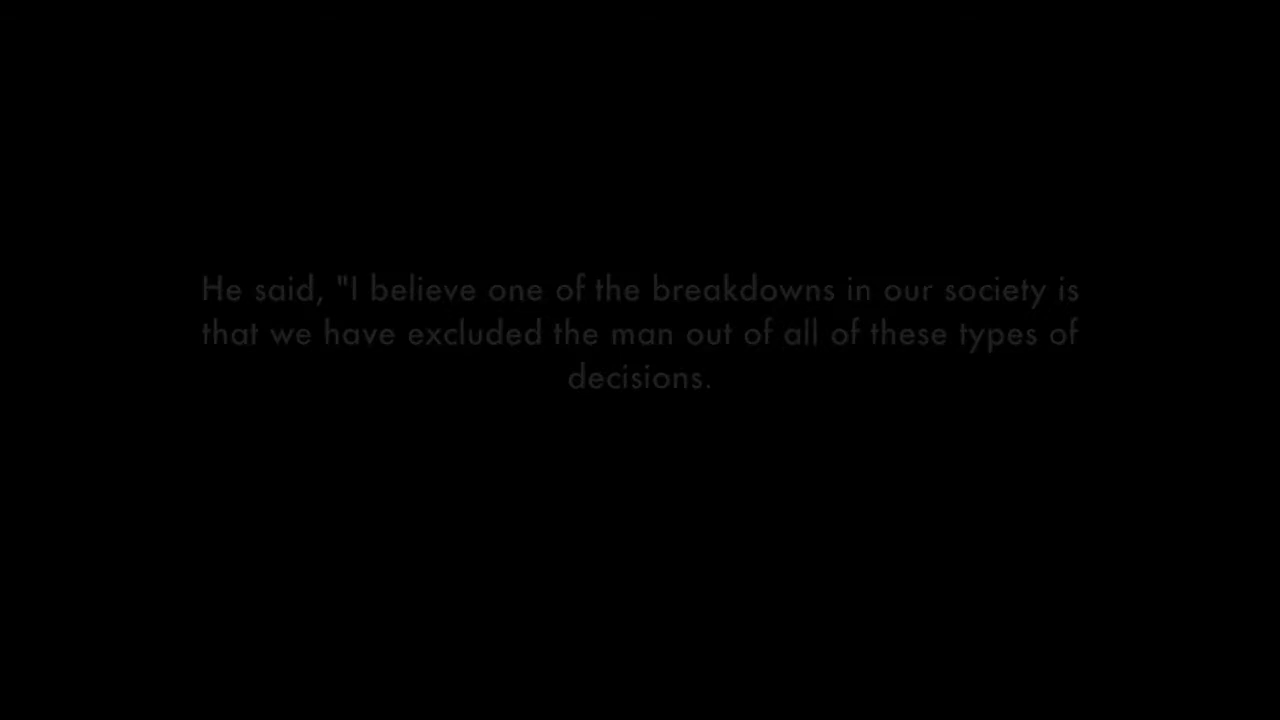 He said, "I believe one of the breakdowns in our society is
that we have excluded the man out of all of these types of
decisions.